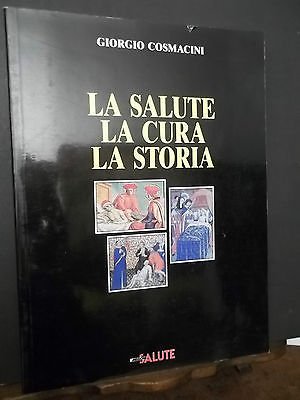 GIORGIO COSMACINI
LA SALUTE
LA CURA
LA STORIA
SALUTE